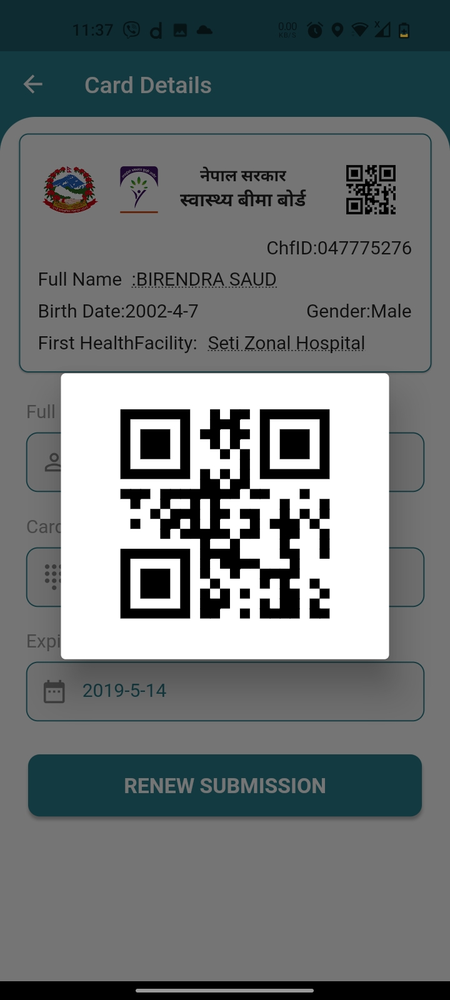 11:37
0.00
KB/S
Card Details
नेपाल सरकार
स्वास्थ्य बीमा बोर्ड
ChfID:047775276
Full Name :BIRENDRA SAUD
Birth Date:2002-4-7 Gender:Male
First HealthFacility: Seti Zonal Hospital
Full
Card
Expi
2019-5-14
RENEW SUBMISSION